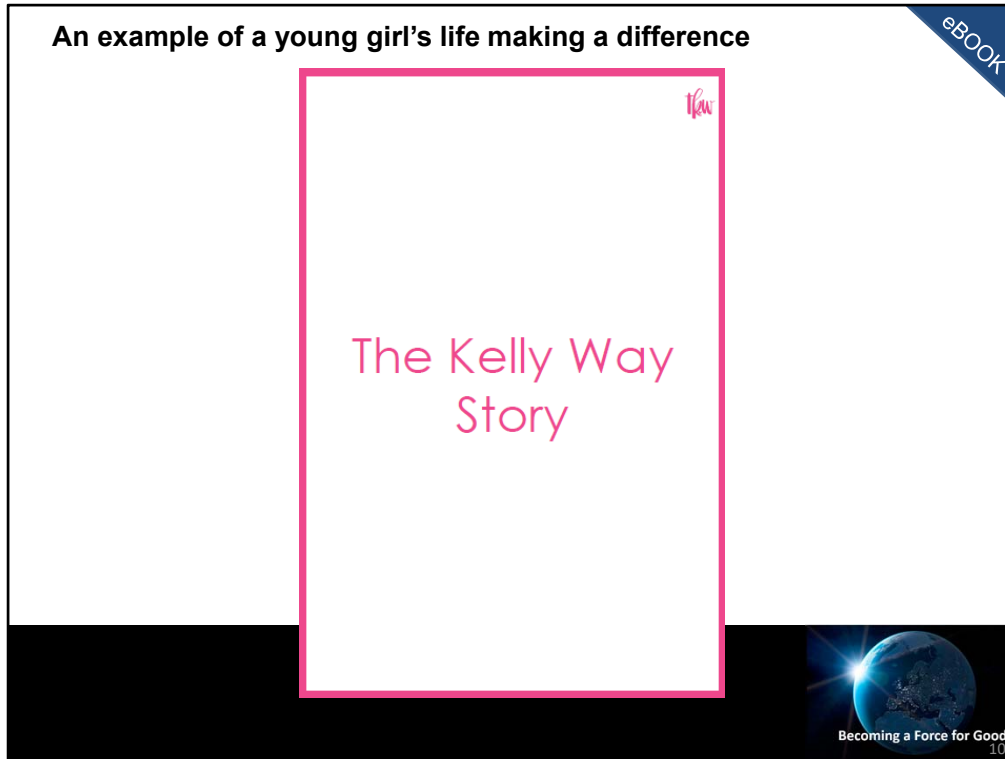 An example of a young girl’s life making a difference
eBOOK
tkw
The Kelly Way
Story
Becoming a Force for Good
10